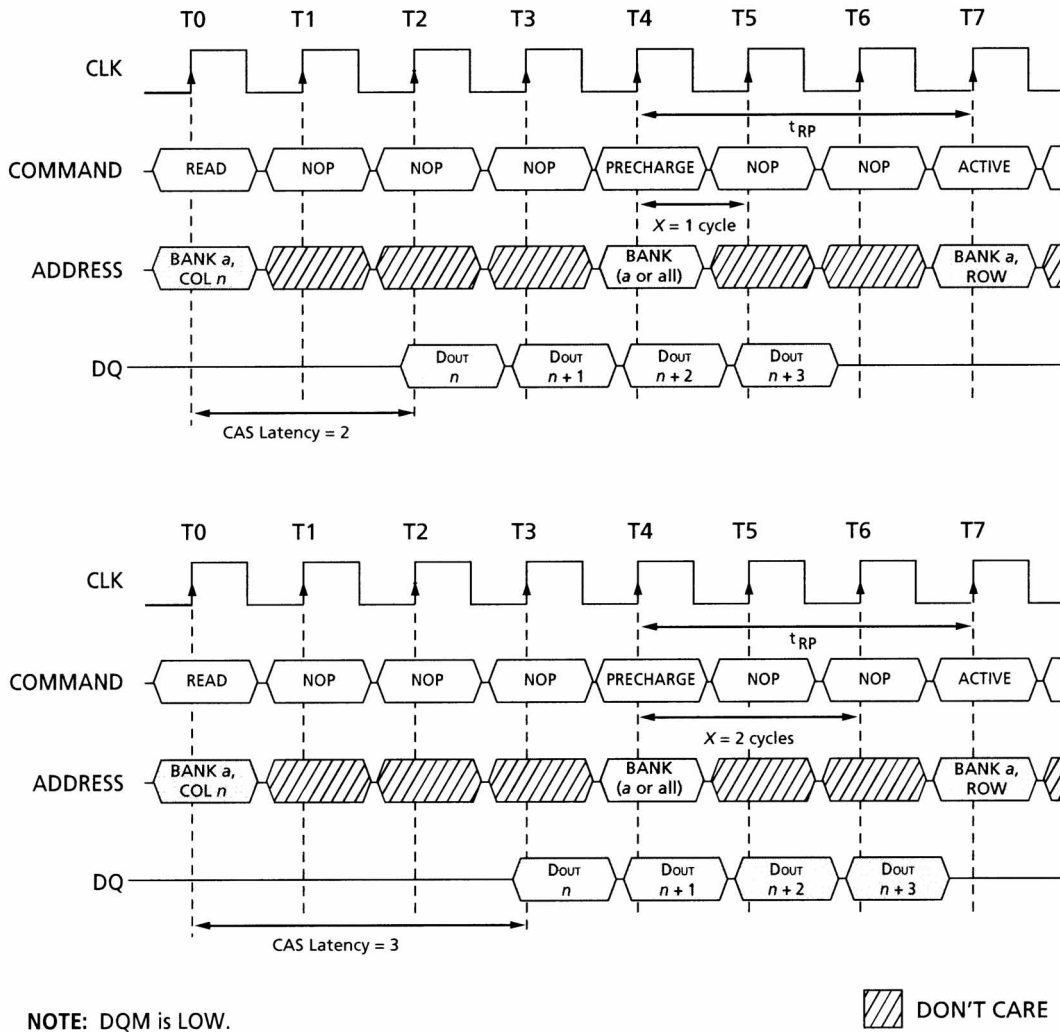 T0 T1 T2 T3 T4 T5 T6 T7
CLK
tRP
COMMAND READ NOP NOP NOP PRECHARGE NOP NOP ACTIVE
X = 1 cycle
ADDRESS BANK a, COL n BANK (a or all) BANK a, ROW
DQ DOUT n DOUT n + 1 DOUT n + 2 DOUT n + 3
CAS Latency = 2
T0 T1 T2 T3 T4 T5 T6 T7
CLK
tRP
COMMAND READ NOP NOP NOP PRECHARGE NOP NOP ACTIVE
X = 2 cycles
ADDRESS BANK a, COL n BANK (a or all) BANK a, ROW
DQ DOUT n DOUT n + 1 DOUT n + 2 DOUT n + 3
CAS Latency = 3
NOTE: DQM is LOW.
DON'T CARE